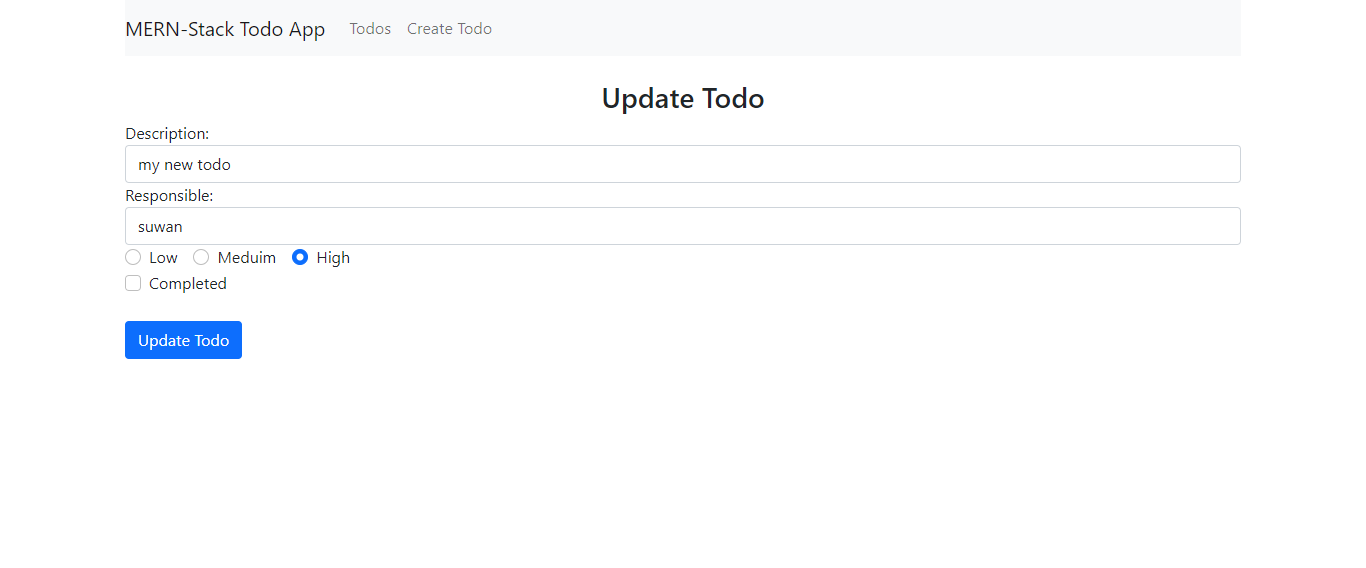 MERN-Stack Todo App Todos Create Todo
Update Todo
Description:
my new todo
Responsible:
suwan
Low Meduim High
Completed
Update Todo